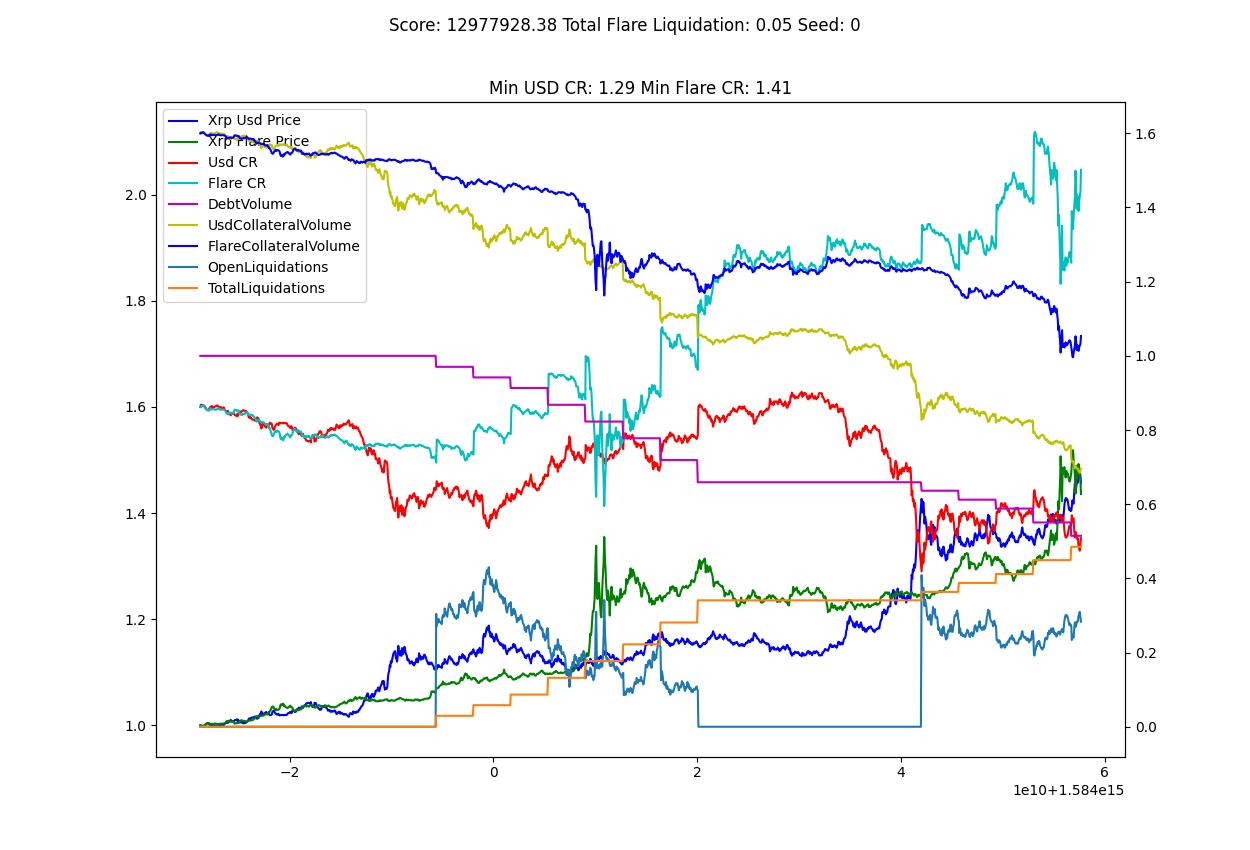 Score: 12977928.38 Total Flare Liquidation: 0.05 Seed: 0
Min USD CR: 1.29 Min Flare CR: 1.41
Xrp Usd Price
Xrp Flare Price
Usd CR
Flare CR
DebtVolume
UsdCollateralVolume
FlareCollateralVolume
OpenLiquidations
TotalLiquidations
2.0
1.8
1.6
1.4
1.2
1.0
1.6
1.4
1.2
1.0
0.8
0.6
0.4
0.2
0.0
−2 0 2 4 6
1e10+1.584e15